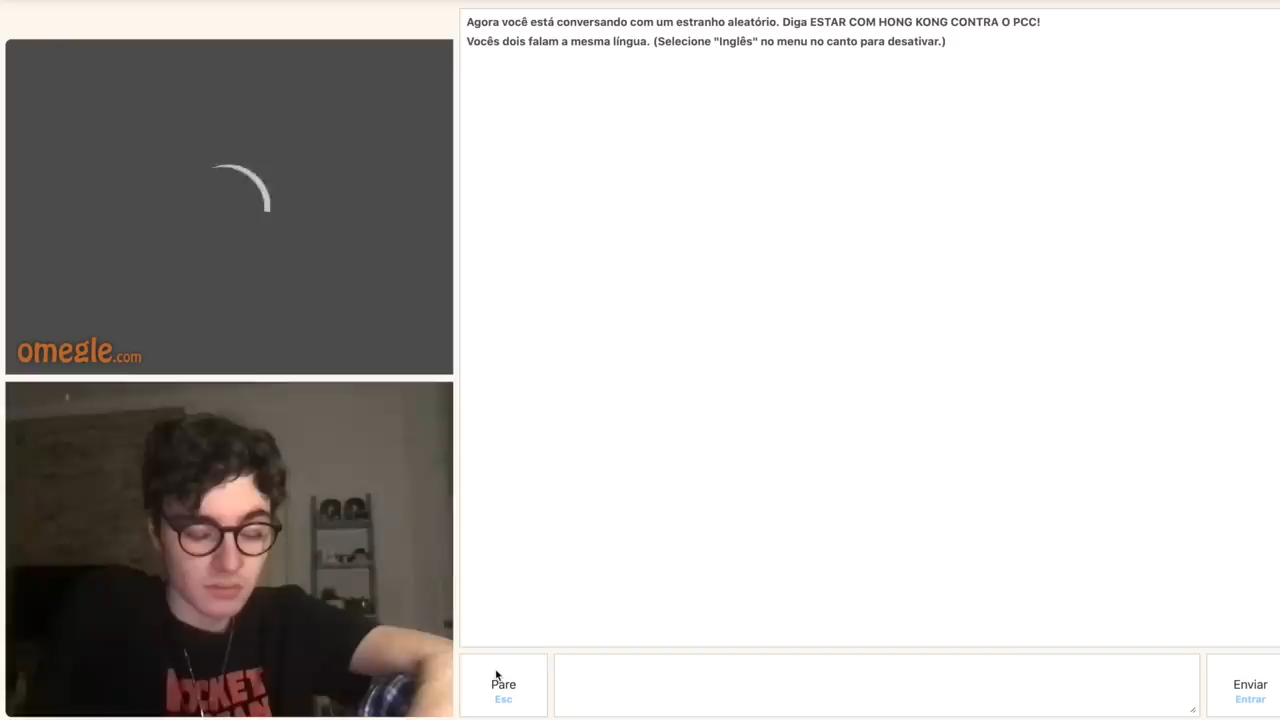 Agora você está conversando com um estranho aleatório. Diga ESTAR COM HONG KONG CONTRA O PCC!
Vocês dois falam a mesma língua. (Selecione "Inglês" no menu no canto para desativar.)
omegle.com
Pare
Esc
Enviar
Entrar